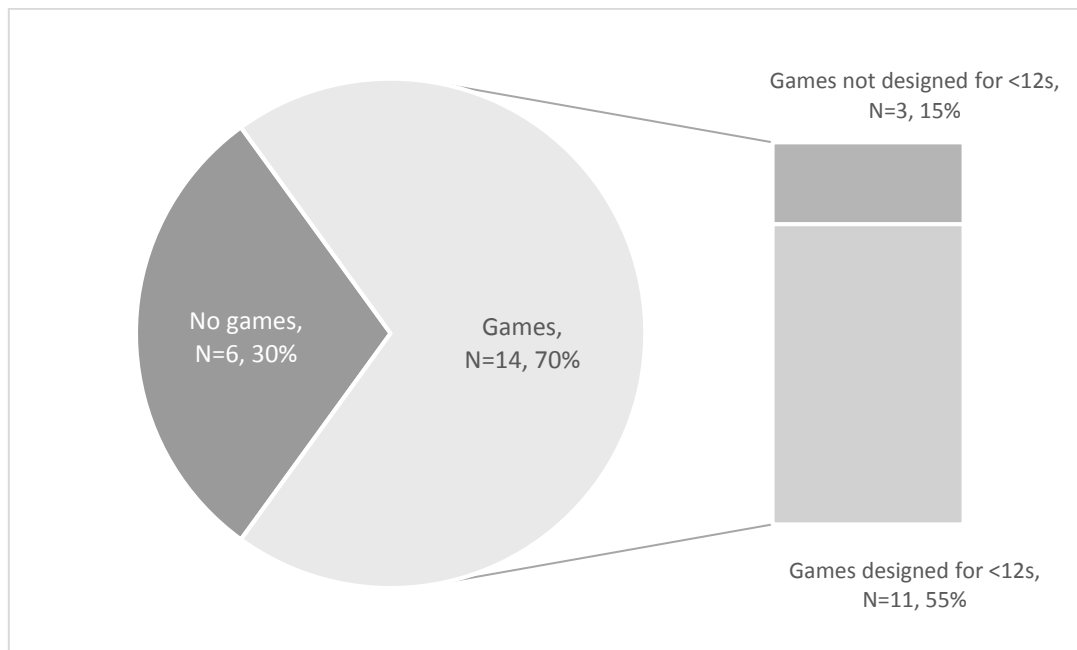 Games not designed for <12s,
N=3, 15%
No games,
N=6, 30%
Games,
N=14, 70%
Games designed for <12s,
N=11, 55%